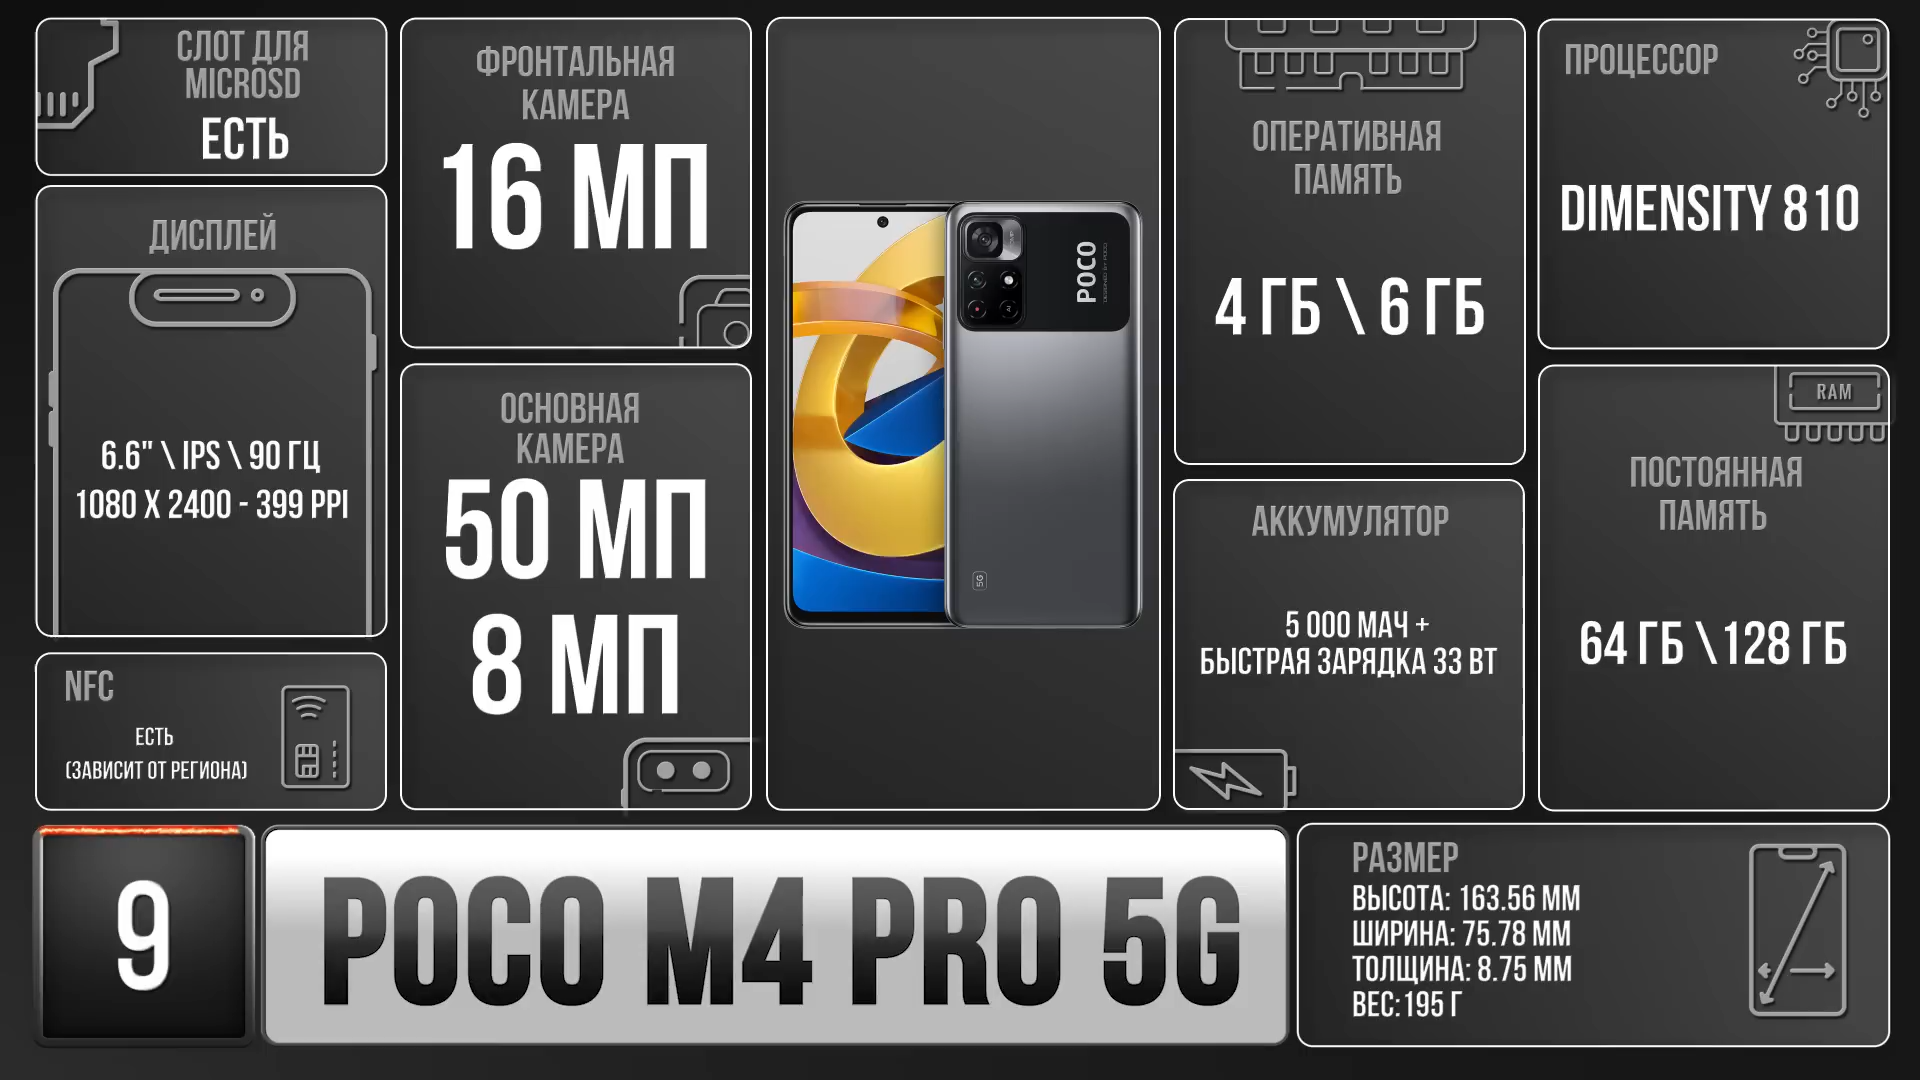 СЛОТ ДЛЯ
MICROSD
ЕСТЬ
ДИСПЛЕЙ
6.6" \ IPS \ 90 ГЦ
1080 X 2400 - 399 PPI
NFC
ЕСТЬ
(ЗАВИСИТ ОТ РЕГИОНА)
ФРОНТАЛЬНАЯ
КАМЕРА
16 МП
ОСНОВНАЯ
КАМЕРА
50 МП
8 МП
POCO
5G
ОПЕРАТИВНАЯ
ПАМЯТЬ
4 ГБ \ 6 ГБ
АККУМУЛЯТОР
5 000 МАЧ +
БЫСТРАЯ ЗАРЯДКА 33 ВТ
ПРОЦЕССОР
DIMENSITY 810
RAM
ПОСТОЯННАЯ
ПАМЯТЬ
64 ГБ \128 ГБ
9
POCO M4 PRO 5G
РАЗМЕР
ВЫСОТА: 163.56 ММ
ШИРИНА: 75.78 ММ
ТОЛЩИНА: 8.75 ММ
ВЕС:195 Г